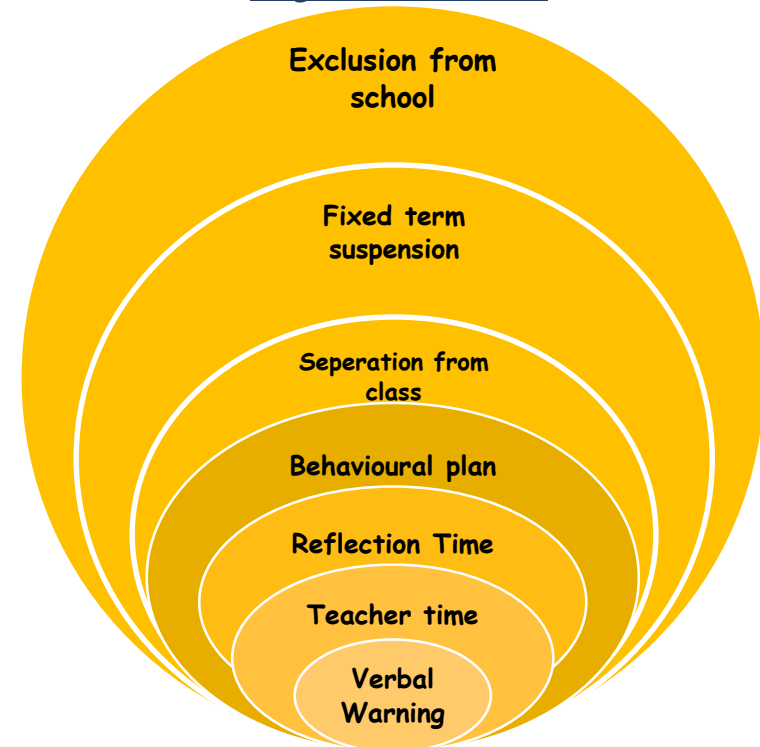 Exclusion from
school
Fixed term
suspension
Seperation from
class
Behavioural plan
Reflection Time
Teacher time
Verbal
Warning